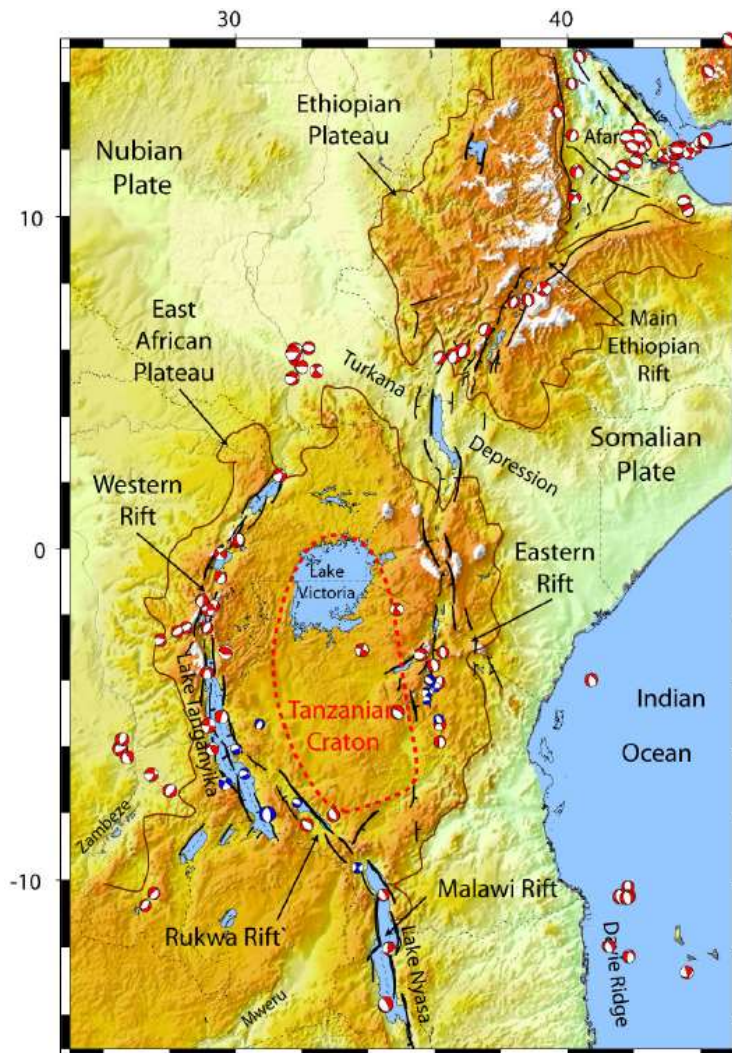 30
40
Ethiopian
Plateau
Afar
Nubian
Plate
10
East
African
Plateau
Main
Ethiopian
Rift
Turkana
Depression
Somalian
Plate
Western
Rift
0
Lake
Victoria
Eastern
Rift
Lake Tanganyika
Tanzanian
Craton
Indian
Ocean
Zambeze
-10
Rukwa Rift`
Malawi Rift
Lake Nyasa
Davie Ridge
Mweru